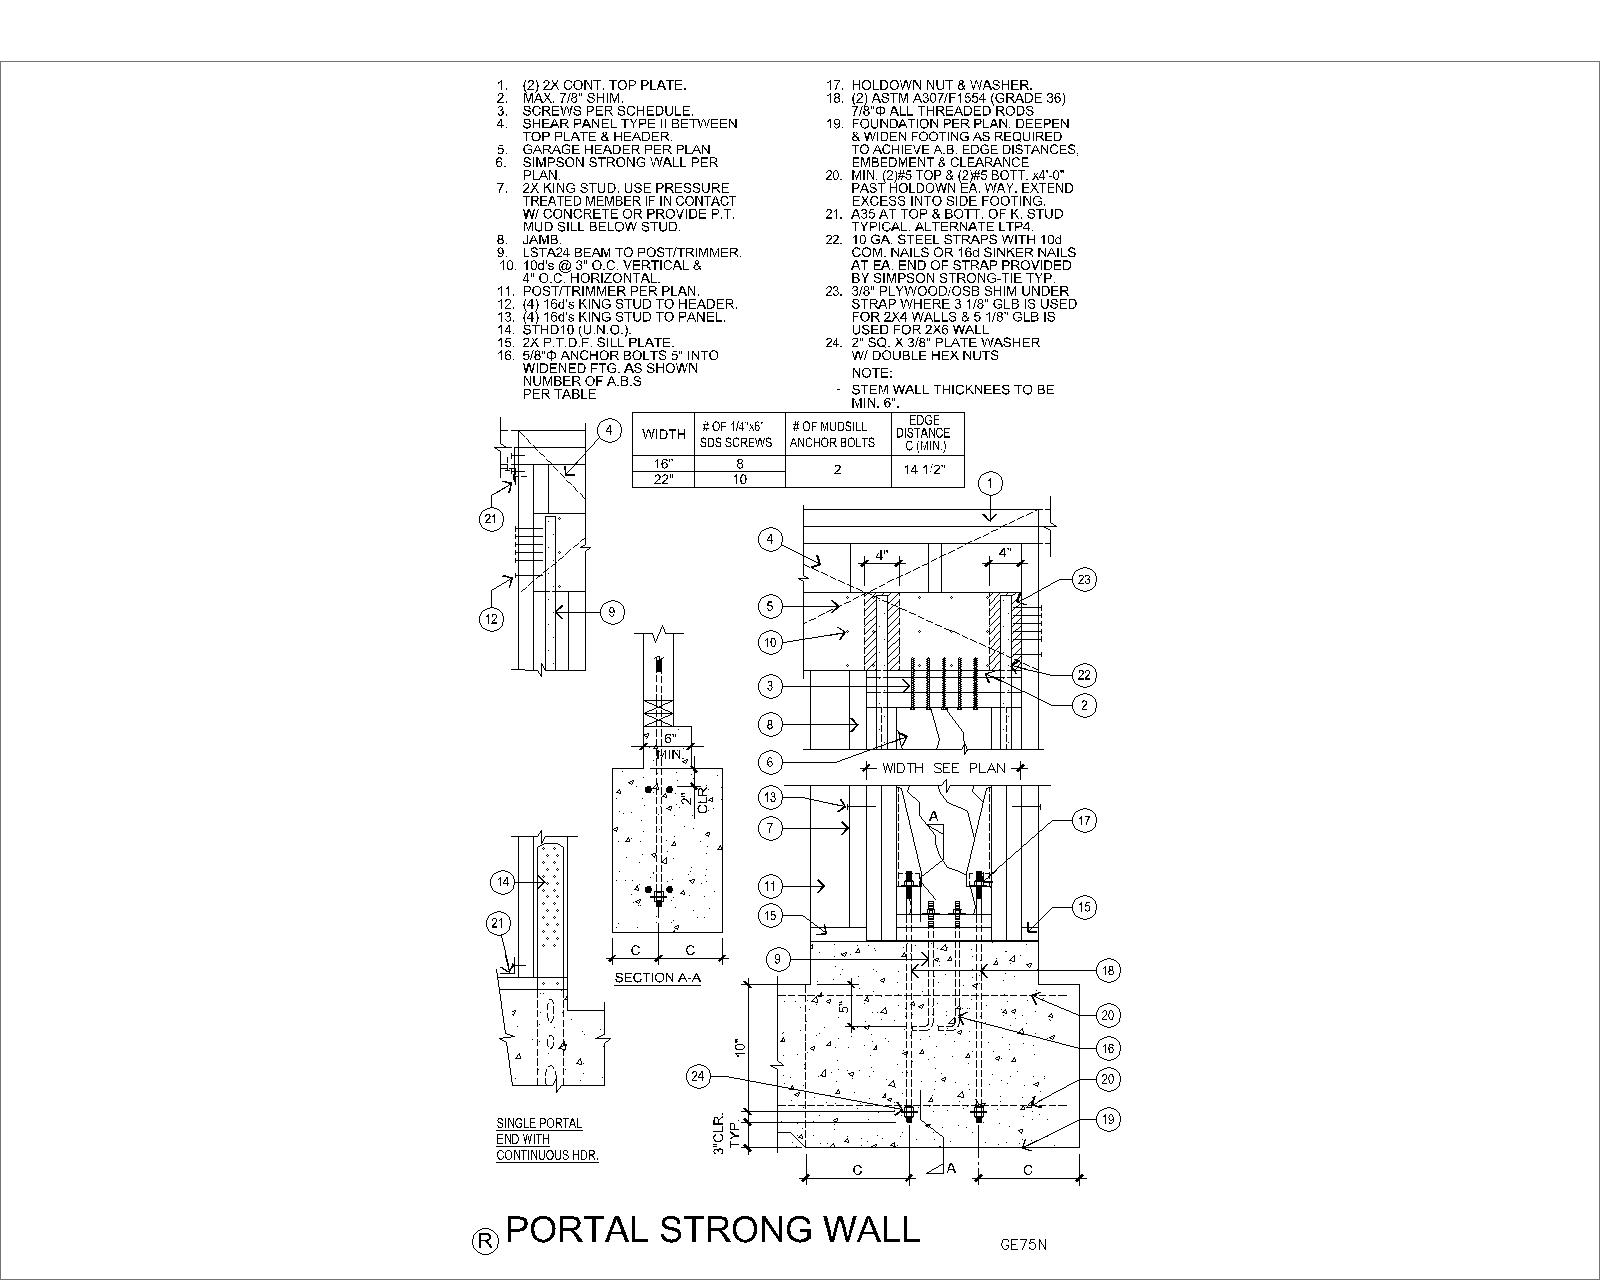 1. (2) 2X CONT. TOP PLATE.
2. MAX. 7/8" SHIM.
3. SCREWS PER SCHEDULE.
4. SHEAR PANEL TYPE II BETWEEN
TOP PLATE & HEADER.
5. GARAGE HEADER PER PLAN
6. SIMPSON STRONG WALL PER
PLAN.
7. 2X KING STUD. USE PRESSURE
TREATED MEMBER IF IN CONTACT
W/ CONCRETE OR PROVIDE P.T.
MUD SILL BELOW STUD.
8. JAMB.
9. LSTA24 BEAM TO POST/TRIMMER.
10. 10d's @ 3" O.C. VERTICAL &
4" O.C. HORIZONTAL.
11. POST/TRIMMER PER PLAN.
12. (4) 16d's KING STUD TO HEADER.
13. (4) 16d's KING STUD TO PANEL.
14. STHD10 (U.N.O.).
15. 2X P.T.D.F. SILL PLATE.
16. 5/8"Φ ANCHOR BOLTS 5" INTO
WIDENED FTG. AS SHOWN
NUMBER OF A.B.S
PER TABLE
17. HOLDOWN NUT & WASHER.
18. (2) ASTM A307/F1554 (GRADE 36)
7/8"Φ ALL THREADED RODS
19. FOUNDATION PER PLAN. DEEPEN
& WIDEN FOOTING AS REQUIRED
TO ACHIEVE A.B. EDGE DISTANCES,
EMBEDMENT & CLEARANCE
20. MIN. (2)#5 TOP & (2)#5 BOTT. x4'-0"
PAST HOLDOWN EA. WAY. EXTEND
EXCESS INTO SIDE FOOTING.
21. A35 AT TOP & BOTT. OF K. STUD
TYPICAL. ALTERNATE LTP4.
22. 10 GA. STEEL STRAPS WITH 10d
COM. NAILS OR 16d SINKER NAILS
AT EA. END OF STRAP PROVIDED
BY SIMPSON STRONG-TIE TYP.
23. 3/8" PLYWOOD/OSB SHIM UNDER
STRAP WHERE 3 1/8" GLB IS USED
FOR 2X4 WALLS & 5 1/8" GLB IS
USED FOR 2X6 WALL
24. 2" SQ. X 3/8" PLATE WASHER
W/ DOUBLE HEX NUTS
NOTE:
- STEM WALL THICKNEES TO BE
MIN. 6".
WIDTH
# OF 1/4"x6"
SDS SCREWS
# OF MUDSILL
ANCHOR BOLTS
EDGE
DISTANCE
C (MIN.)
16" 8
22" 10
2
14 1/2"
4
21
12
9
1
4
4" 4"
23
5
10
3
22
2
8
6
WIDTH SEE PLAN
6"
MIN.
2"
CLR.
C C
SECTION A-A
13
7
A
17
11
15
15
9
18
5"
20
10"
16
24
20
3"CLR.
TYP.
19
C
A
C
14
21
SINGLE PORTAL
END WITH
CONTINUOUS HDR.
R PORTAL STRONG WALL
GE75N